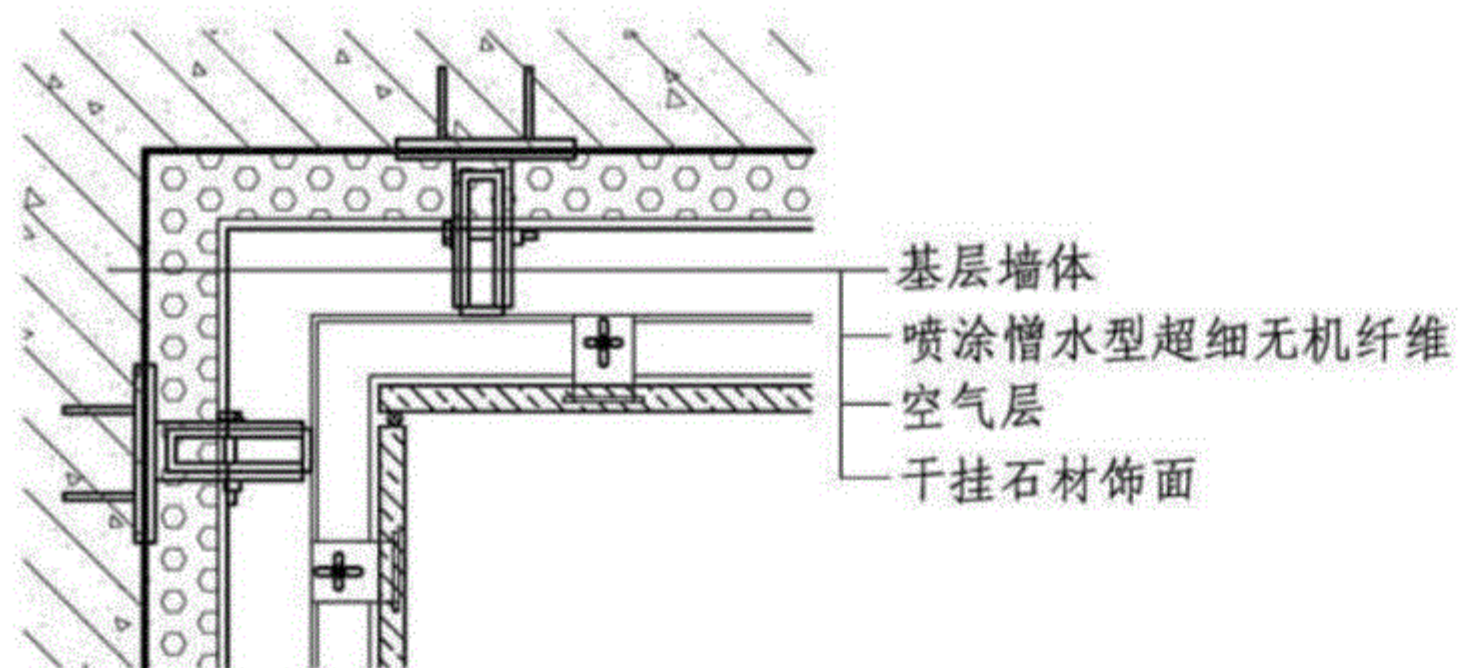 基层墙体
喷涂憎水型超细无机纤维
空气层
干挂石材饰面